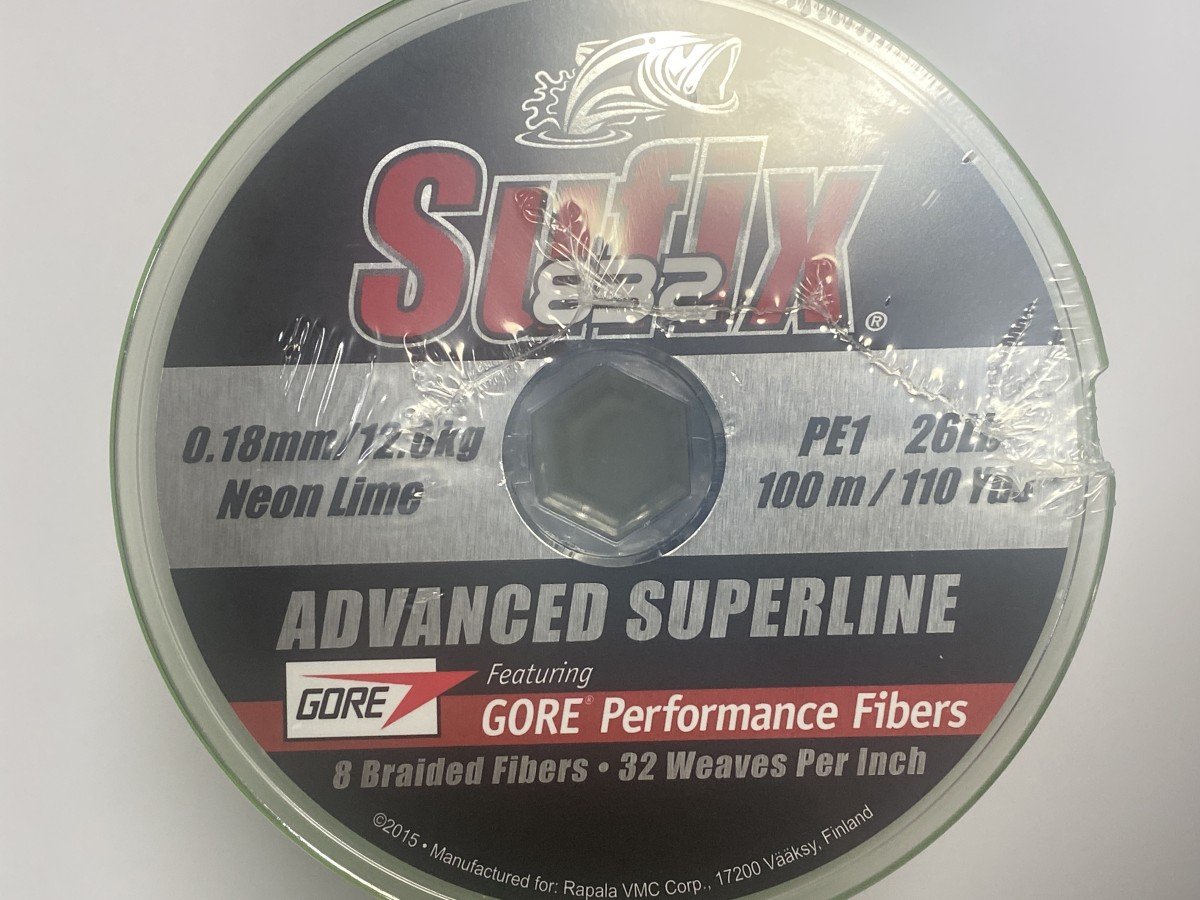 Sufix
832
®
0.18mm/12.6kg
Neon Lime
PE1 26Lb
100 m / 110 Yds
ADVANCED SUPERLINE
GORE
Featuring
GORE® Performance Fibers
8 Braided Fibers • 32 Weaves Per Inch
©2015 • Manufactured for: Rapala VMC Corp., 17200 Vääksy, Finland